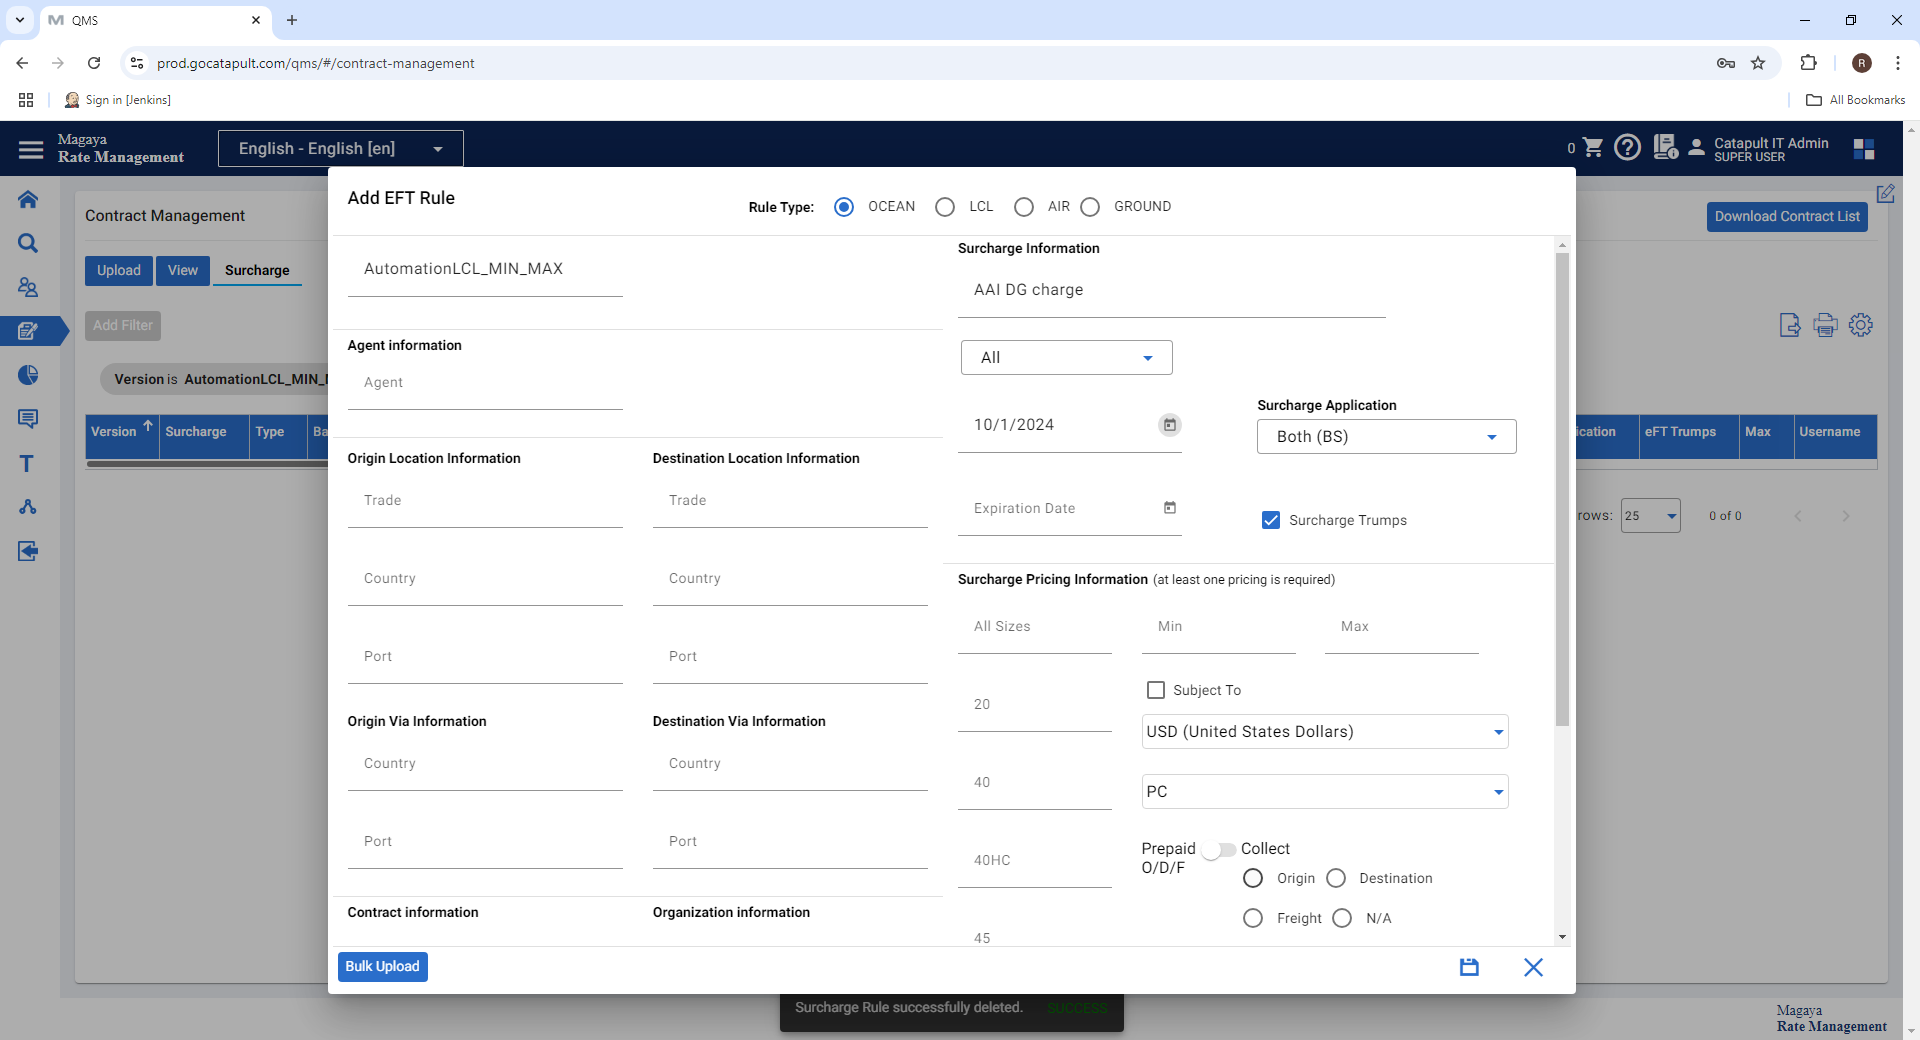 QMS
prod.gocatapult.com/qms/#/contract-management
R
Sign in [Jenkins]
All Bookmarks
Magaya
Rate Management
English - English [en]
0
Catapult IT Admin
SUPER USER
Contract Management
Download Contract List
Upload
View
Surcharge
Add Filter
Version is AutomationLCL_MIN_
Version
Surcharge
Type
Ba
ication
eFT Trumps
Max
Username
rows:
25
0 of 0
Add EFT Rule
Rule Type:
OCEAN
LCL
AIR
GROUND
AutomationLCL_MIN_MAX
Agent information
Agent
Origin Location Information
Destination Location Information
Trade
Trade
Country
Country
Port
Port
Origin Via Information
Destination Via Information
Country
Country
Port
Port
Contract information
Organization information
Surcharge Information
AAI DG charge
All
10/1/2024
Surcharge Application
Both (BS)
Expiration Date
Surcharge Trumps
Surcharge Pricing Information (at least one pricing is required)
All Sizes
Min
Max
20
Subject To
USD (United States Dollars)
40
PC
40HC
Prepaid
Collect
O/D/F
Origin
Destination
Freight
N/A
45
Bulk Upload
Surcharge Rule successfully deleted.
SUCCESS
Magaya
Rate Management